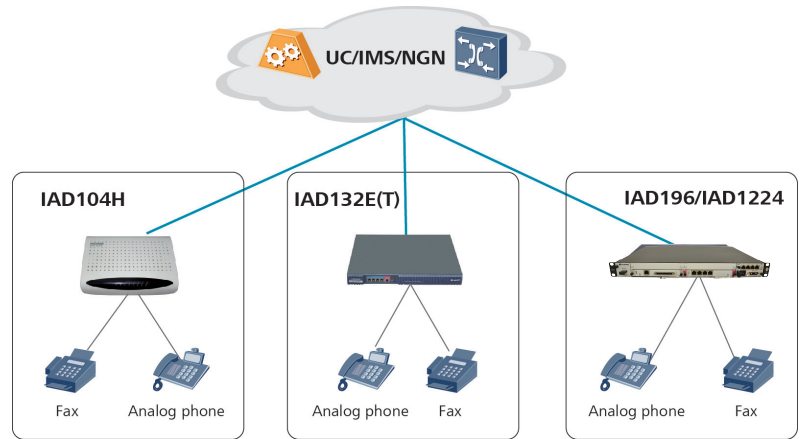 UC/IMS/NGN
IAD104H
IAD132E(T)
IAD196/IAD1224
Fax
Analog phone
Analog phone
Fax
Analog phone
Fax